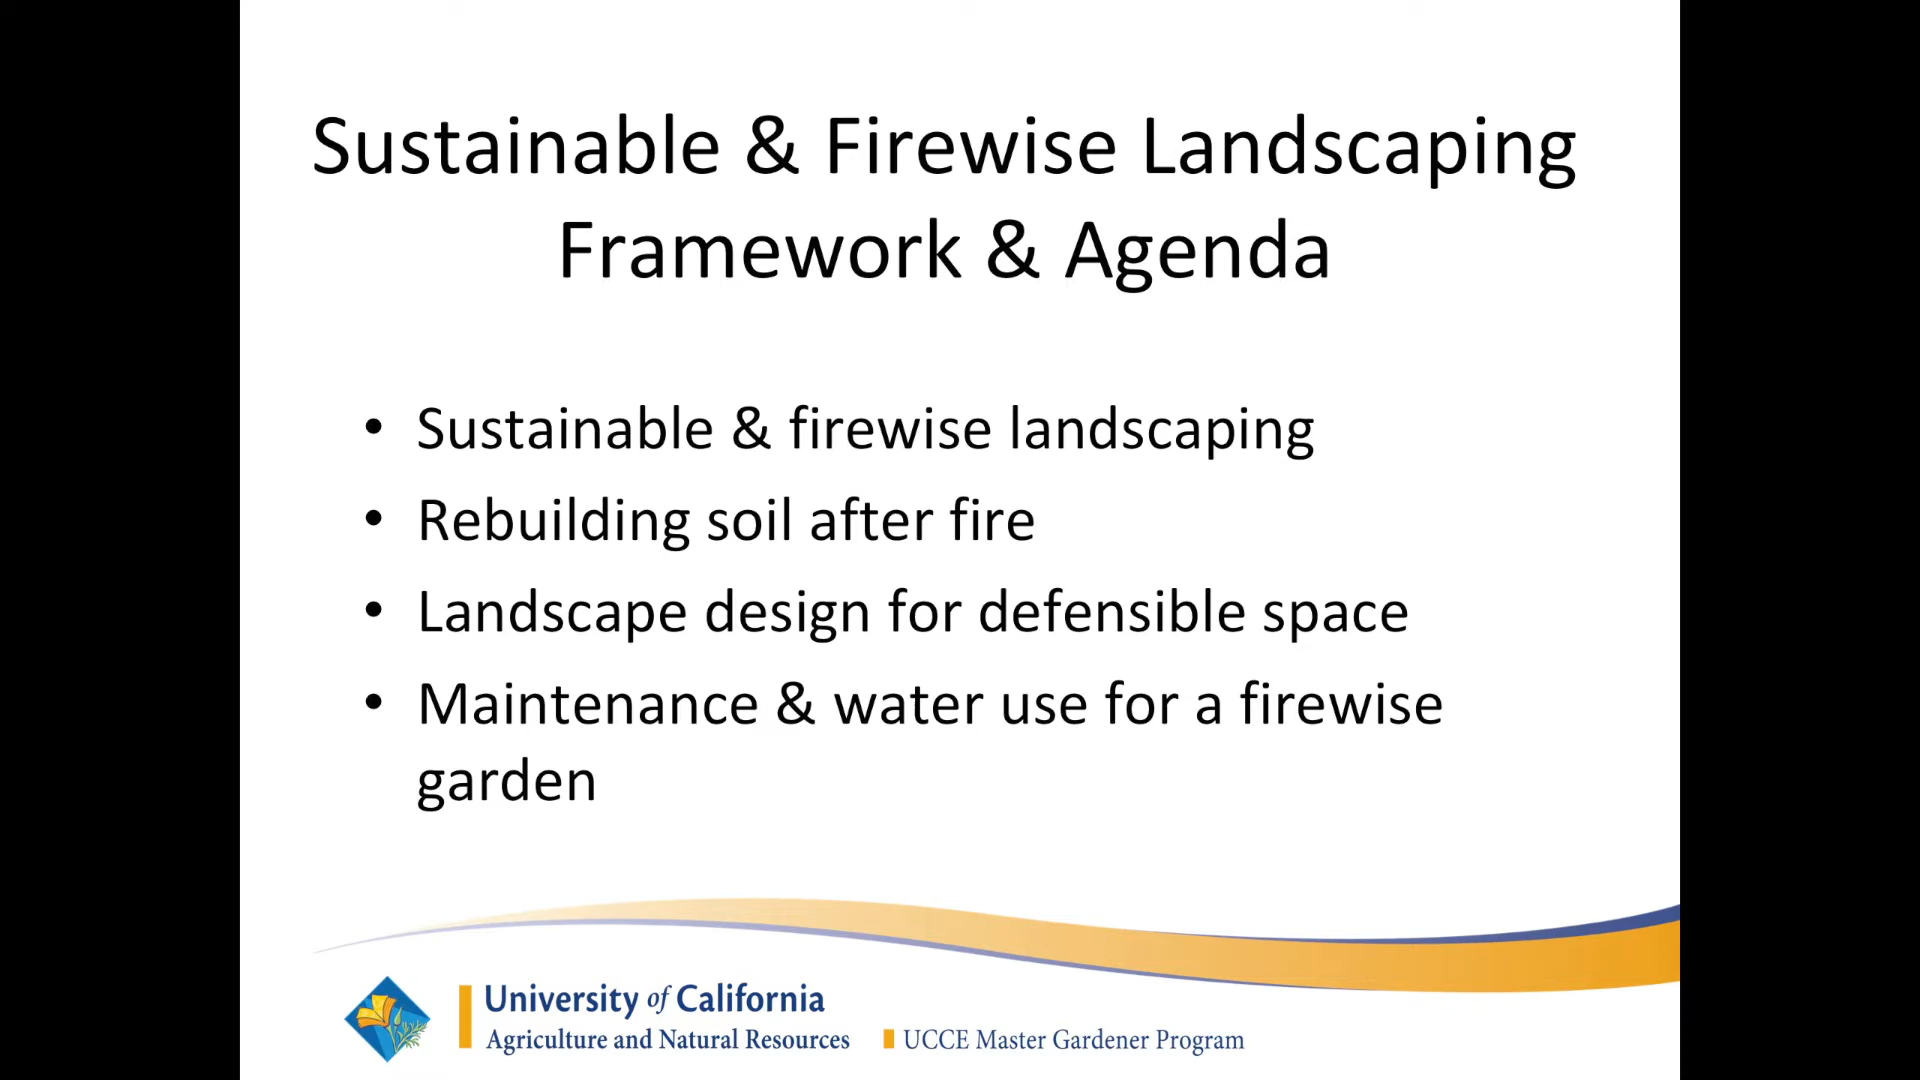 Sustainable & Firewise Landscaping
Framework & Agenda
• Sustainable & firewise landscaping
• Rebuilding soil after fire
• Landscape design for defensible space
• Maintenance & water use for a firewise
garden
University of California
Agriculture and Natural Resources
UCCE Master Gardener Program